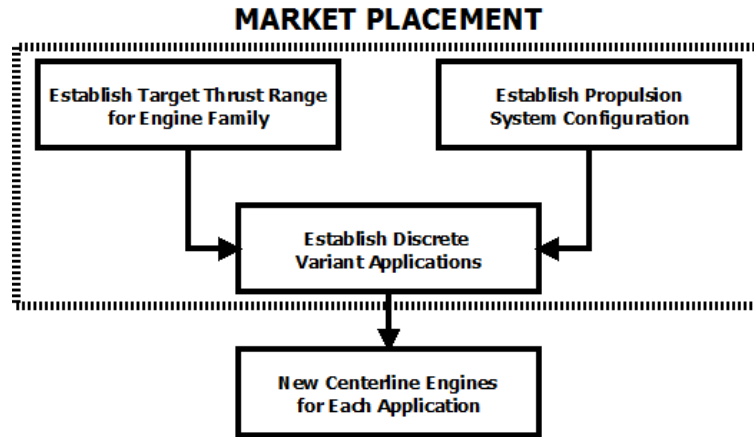 MARKET PLACEMENT
Establish Target Thrust Range
for Engine Family
Establish Propulsion
System Configuration
Establish Discrete
Variant Applications
New Centerline Engines
for Each Application